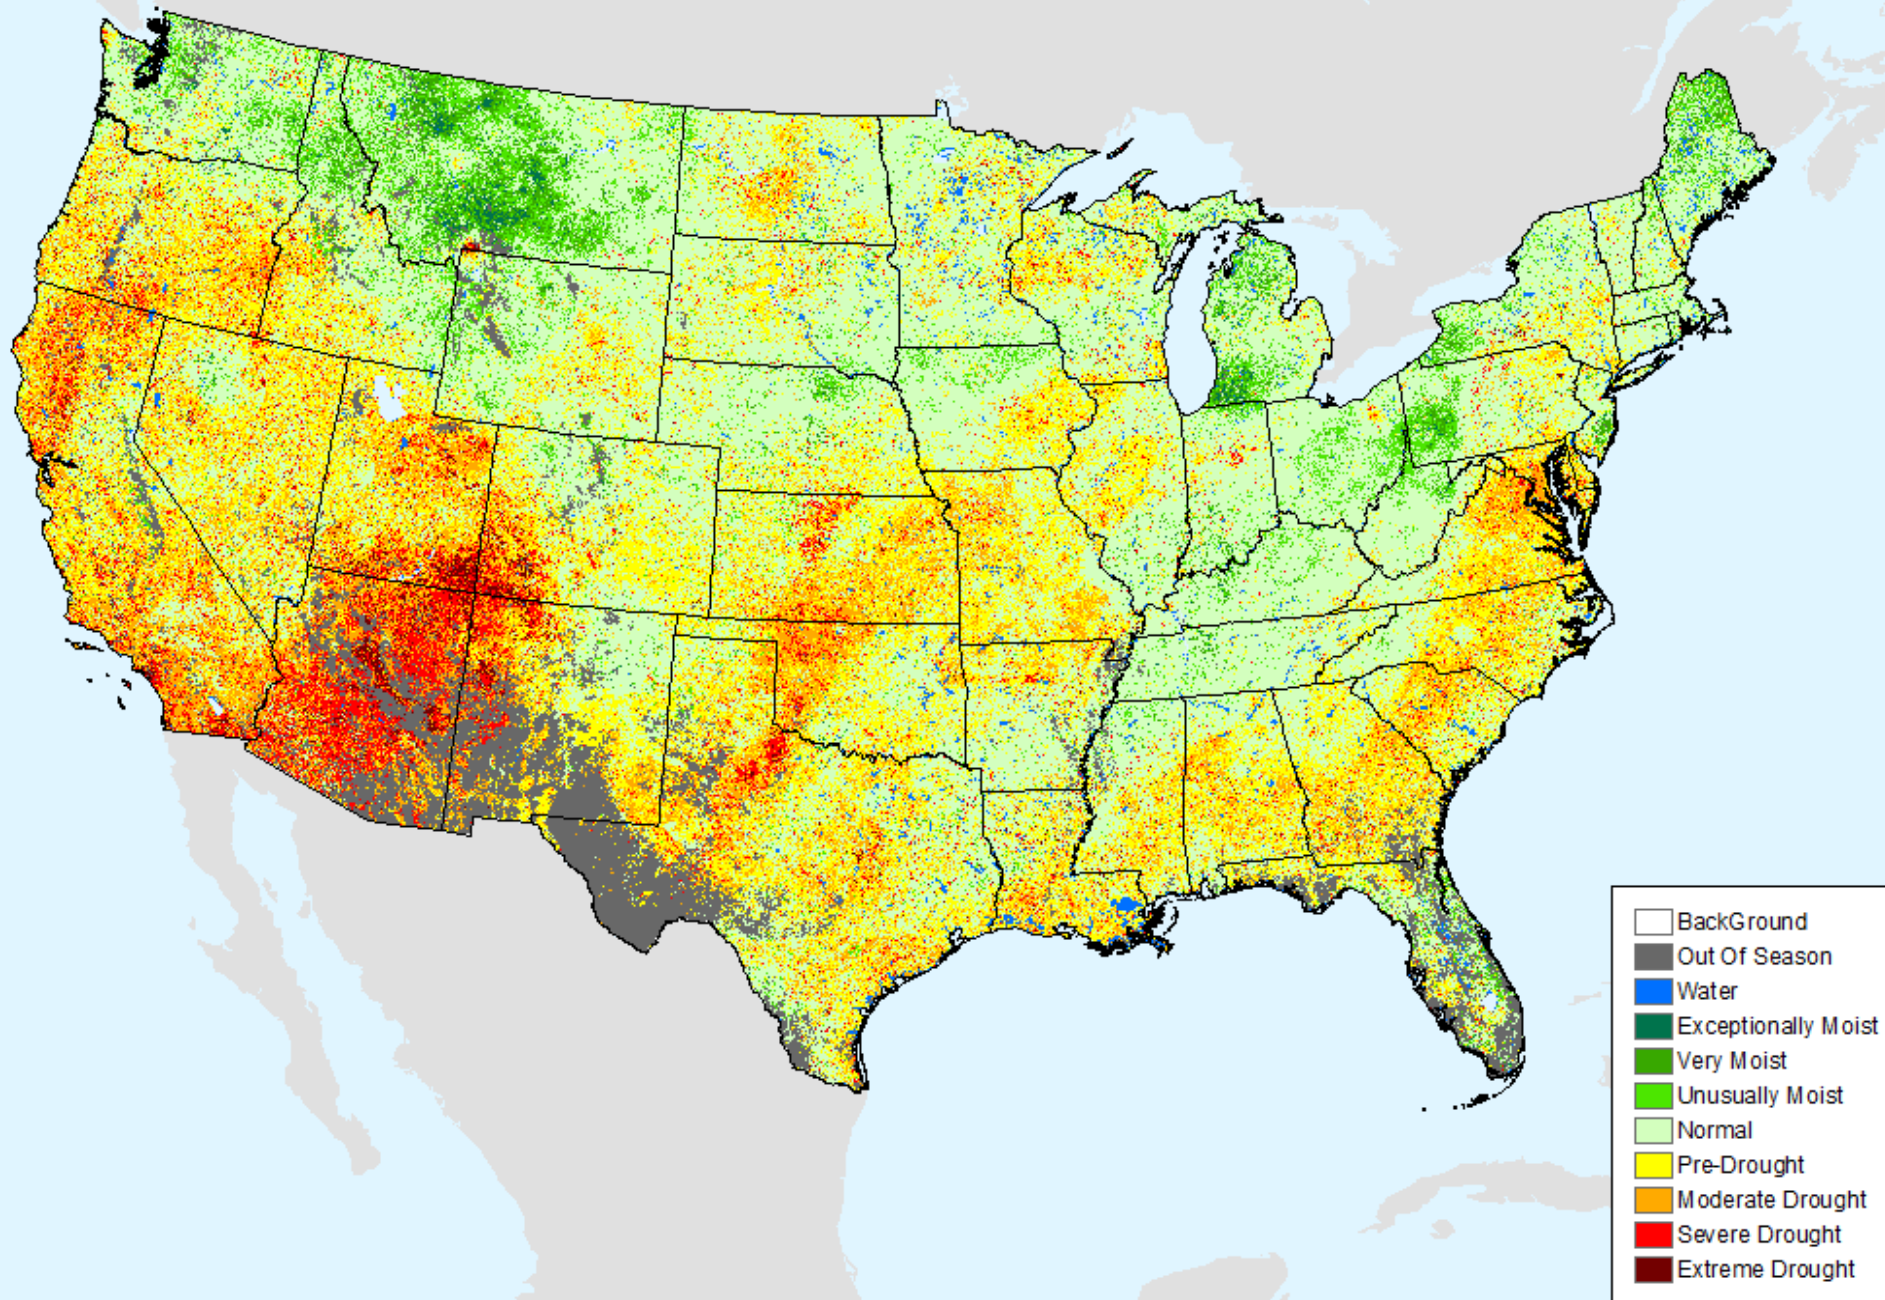 BackGround
Out Of Season
Water
Exceptionally Moist
Very Moist
Unusually Moist
Normal
Pre-Drought
Moderate Drought
Severe Drought
Extreme Drought